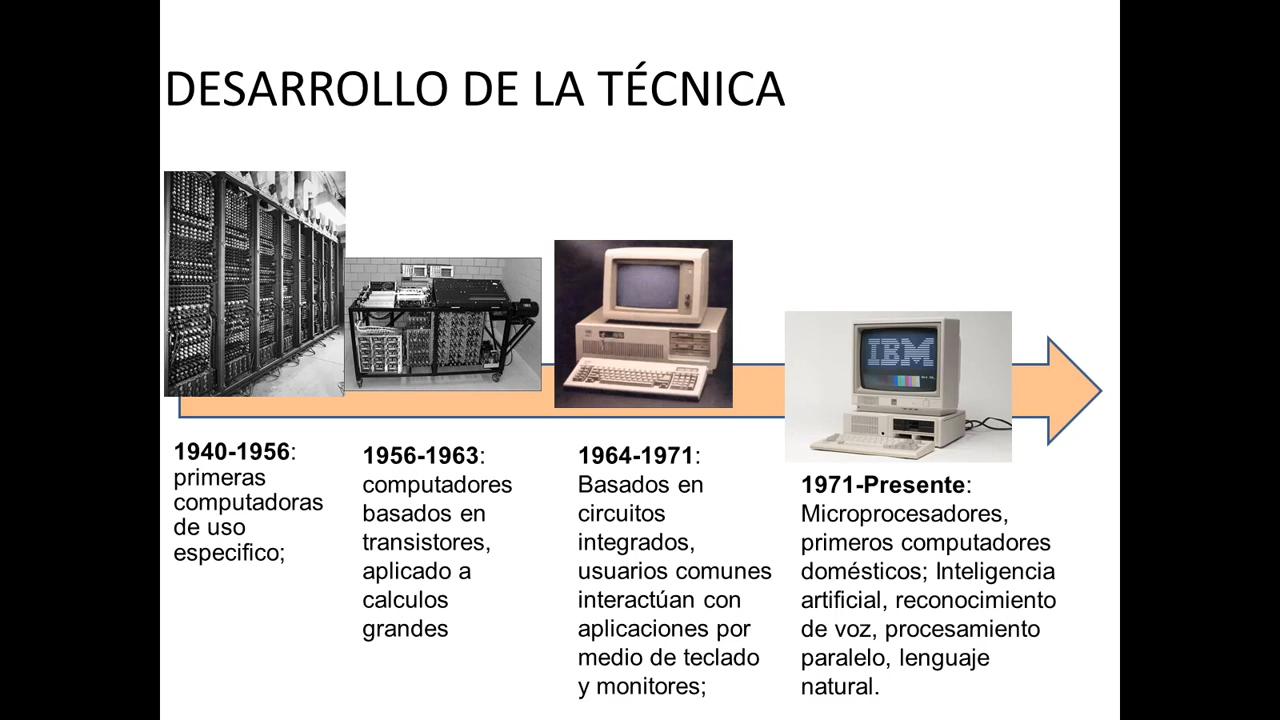 DESARROLLO DE LA TÉCNICA
IBM
1940-1956:
primeras
computadoras
de uso
especifico;
1956-1963:
computadores
basados en
transistores,
aplicado a
calculos
grandes
1964-1971:
Basados en
circuitos
integrados,
usuarios comunes
interactúan con
aplicaciones por
medio de teclado
y monitores;
1971-Presente:
Microprocesadores,
primeros computadores
domésticos; Inteligencia
artificial, reconocimiento
de voz, procesamiento
paralelo, lenguaje
natural.